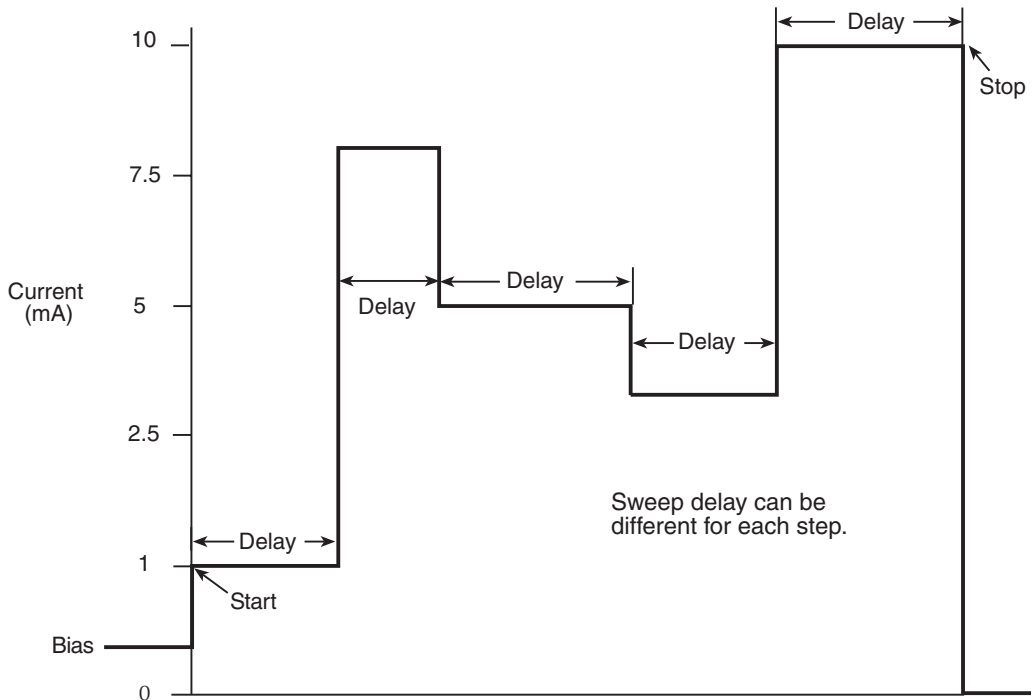 Delay
10
Stop
7.5
Delay
Current
(mA)
5
Delay
Delay
2.5
Sweep delay can be
different for each step.
Delay
1
Start
Bias
0